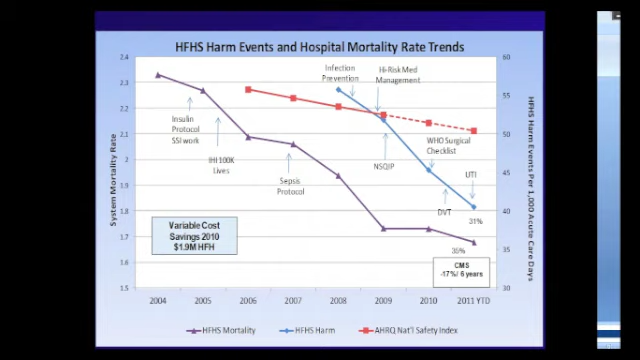 HFHS Harm Events and Hospital Mortality Rate Trends
2.4
2.3
2.2
2.1
2
1.9
1.8
1.7
1.6
1.5
System Mortality Rate
60
55
50
45
40
35
30
HFHS Harm Events Per 1,000 Acute Care Days
Infection
Prevention
Hi-Risk Med
Management
Insulin
Protocol
SSI work
IHI 100K
Lives
Sepsis
Protocol
NSQIP
WHO Surgical
Checklist
UTI
DVT
31%
35%
Variable Cost
Savings 2010
$1.9M HFH
CMS
-17%/ 6 years
2004
2005
2006
2007
2008
2009
2010
2011 YTD
HFHS Mortality
HFHS Harm
AHRQ Nat'l Safety Index